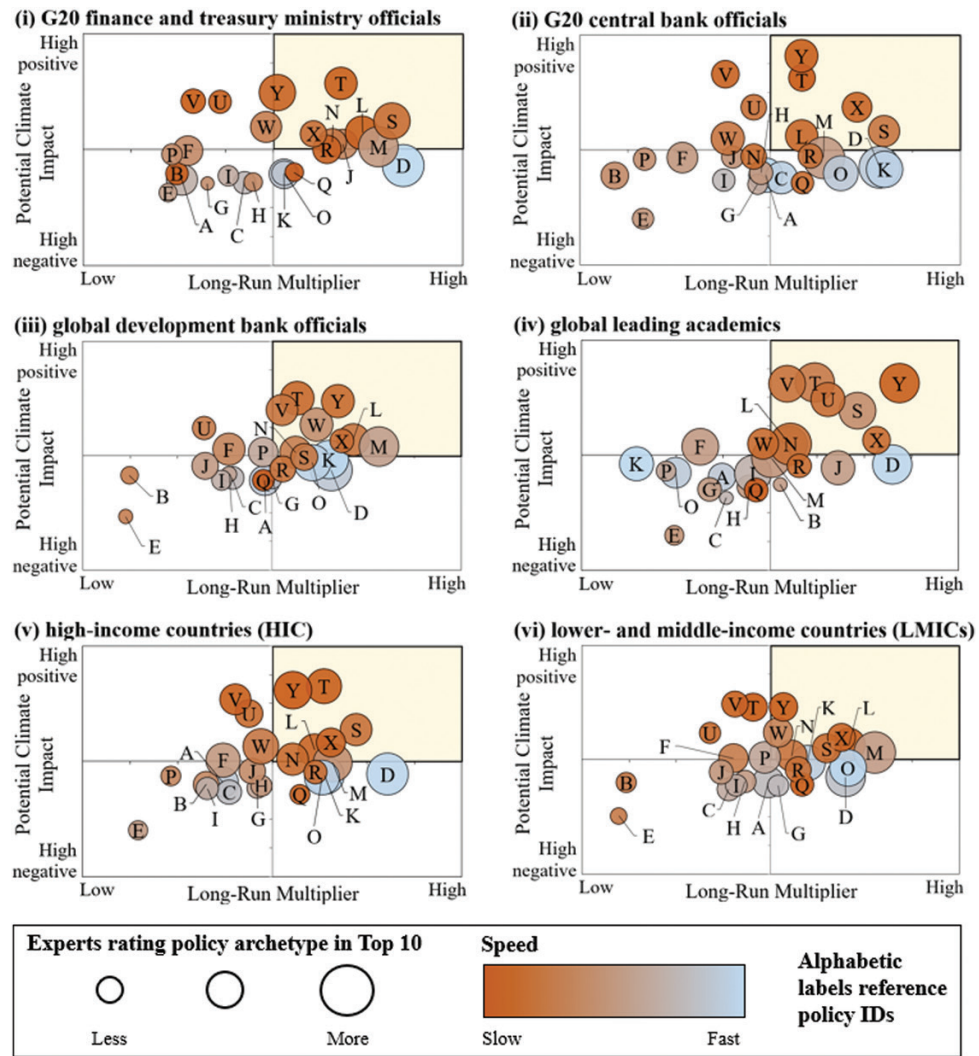 (i) G20 finance and treasury ministry officials
High
positive
Potential Climate
Impact
High
negative
Low
Long-Run Multiplier
High
V U Y T L S N X W R M D J P F B E I A G H C K Q O
(ii) G20 central bank officials
High
positive
Potential Climate
Impact
High
negative
Low
Long-Run Multiplier
High
Y T V X U H M D S W L J N R P F B I C Q O K E G A
(iii) global development bank officials
High
positive
Potential Climate
Impact
High
negative
Low
Long-Run Multiplier
High
V T Y L W U N F P X M S K J R I Q B C G O D H A E
(iv) global leading academics
High
positive
Potential Climate
Impact
High
negative
Low
Long-Run Multiplier
High
V T Y U S L F W N X K P A I R J D G Q M O H B C E
(v) high-income countries (HIC)
High
positive
Potential Climate
Impact
High
negative
Low
Long-Run Multiplier
High
Y T V U S L W X A F N P J R D C H Q M B I G K O E
(vi) lower- and middle-income countries (LMICs)
High
positive
Potential Climate
Impact
High
negative
Low
Long-Run Multiplier
High
V T Y K L U W N X F S M P J R O B I Q C H A G D E
Experts rating policy archetype in Top 10
Less
More
Speed
Slow
Fast
Alphabetic
labels reference
policy IDs